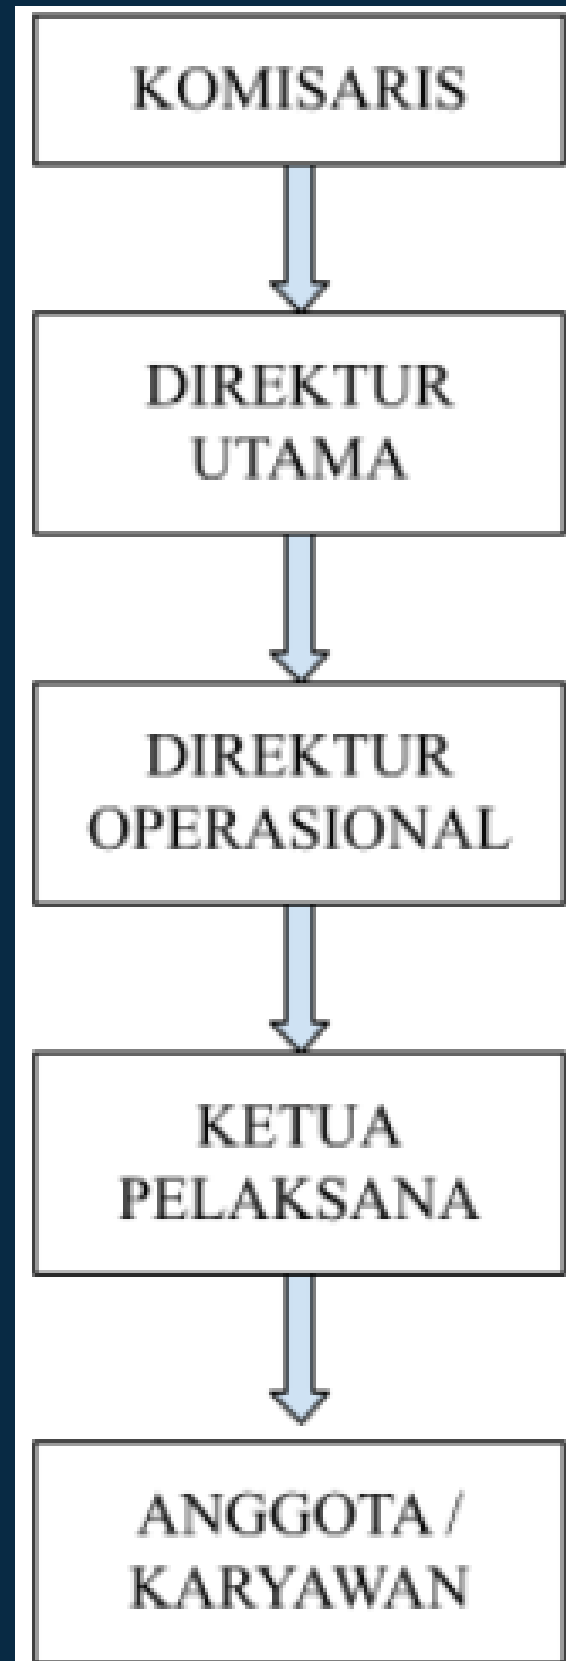 KOMISARIS
DIREKTUR
UTAMA
DIREKTUR
OPERASIONAL
KETUA
PELAKSANA
ANGGOTA /
KARYAWAN